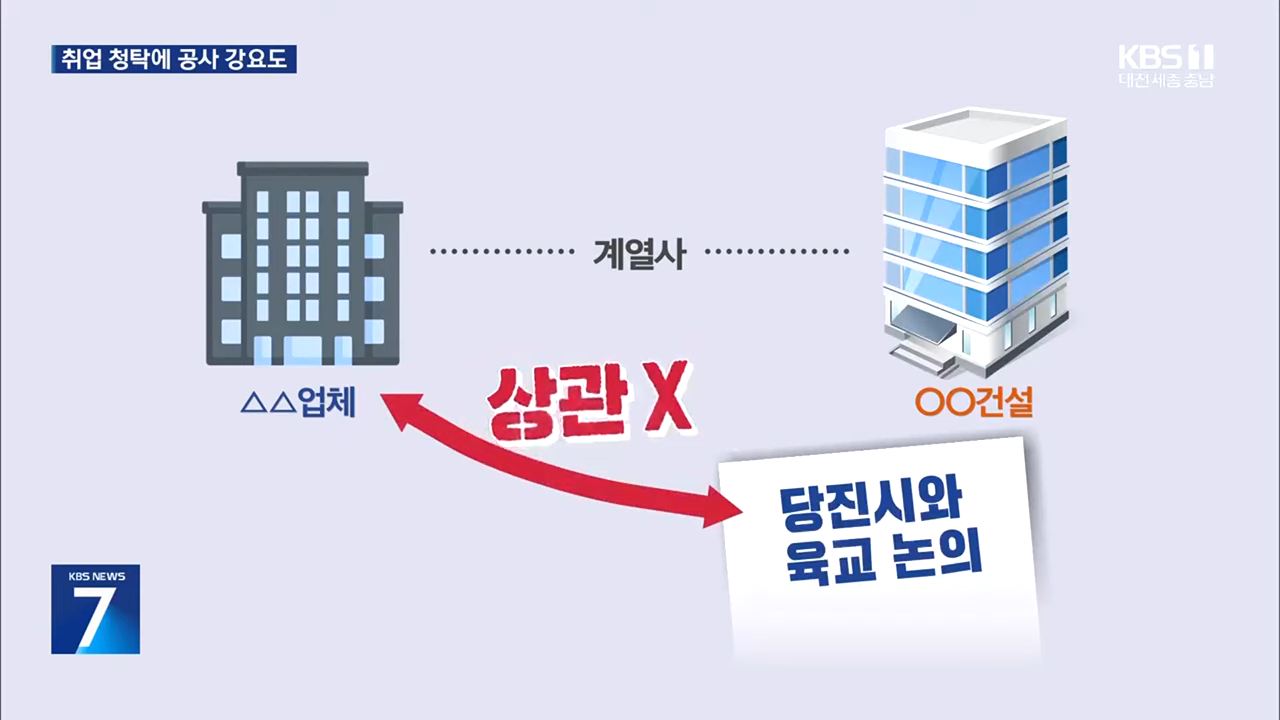 취업 청탁에 공사 강요도
KBS 1
대전 세종 충남
계열사
△△업체
○○건설
상관 X
당진시와
육교 논의
KBS NEWS
7